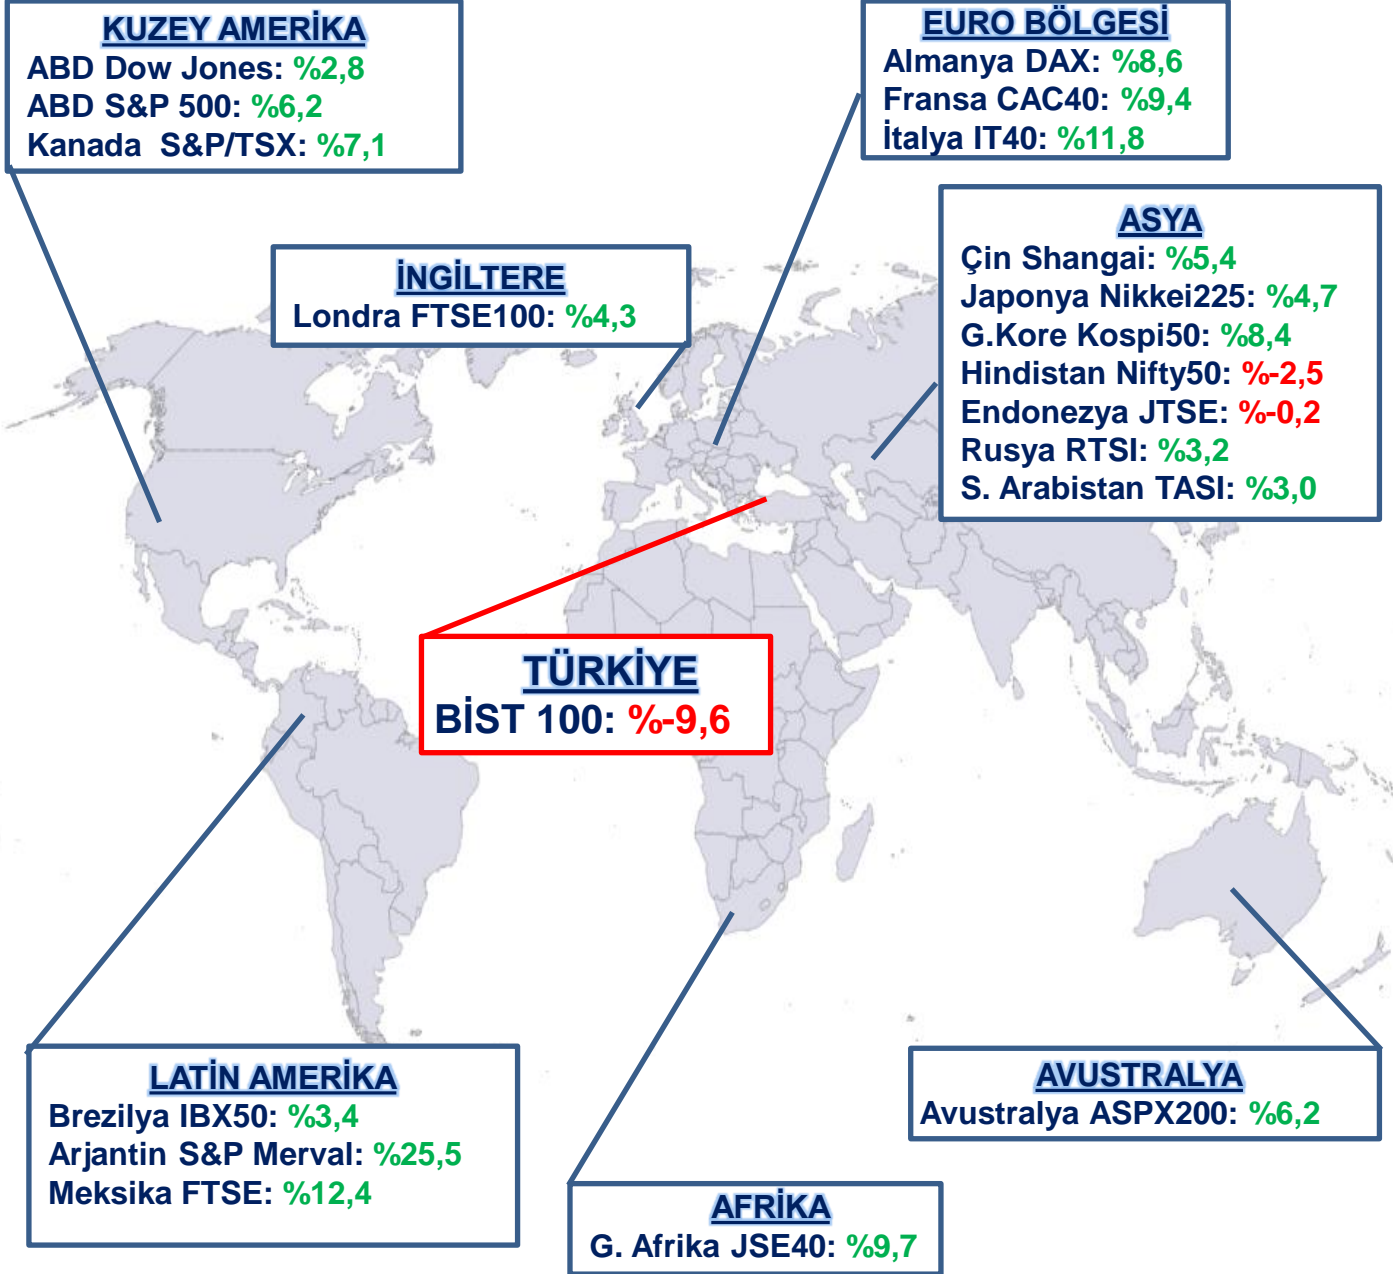 KUZEY AMERİKA
ABD Dow Jones: %2,8
ABD S&P 500: %6,2
Kanada  S&P/TSX: %7,1
EURO BÖLGESİ
Almanya DAX: %8,6
Fransa CAC40: %9,4
İtalya IT40: %11,8
ASYA
Çin Shangai: %5,4
Japonya Nikkei225: %4,7
G.Kore Kospi50: %8,4
Hindistan Nifty50: %-2,5
Endonezya JTSE: %-0,2
Rusya RTSI: %3,2
S. Arabistan TASI: %3,0
İNGİLTERE
Londra FTSE100: %4,3
TÜRKİYE
BİST 100: %-9,6
LATİN AMERİKA
Brezilya IBX50: %3,4
Arjantin S&P Merval: %25,5
Meksika FTSE: %12,4
AVUSTRALYA
Avustralya ASPX200: %6,2
AFRİKA
G. Afrika JSE40: %9,7